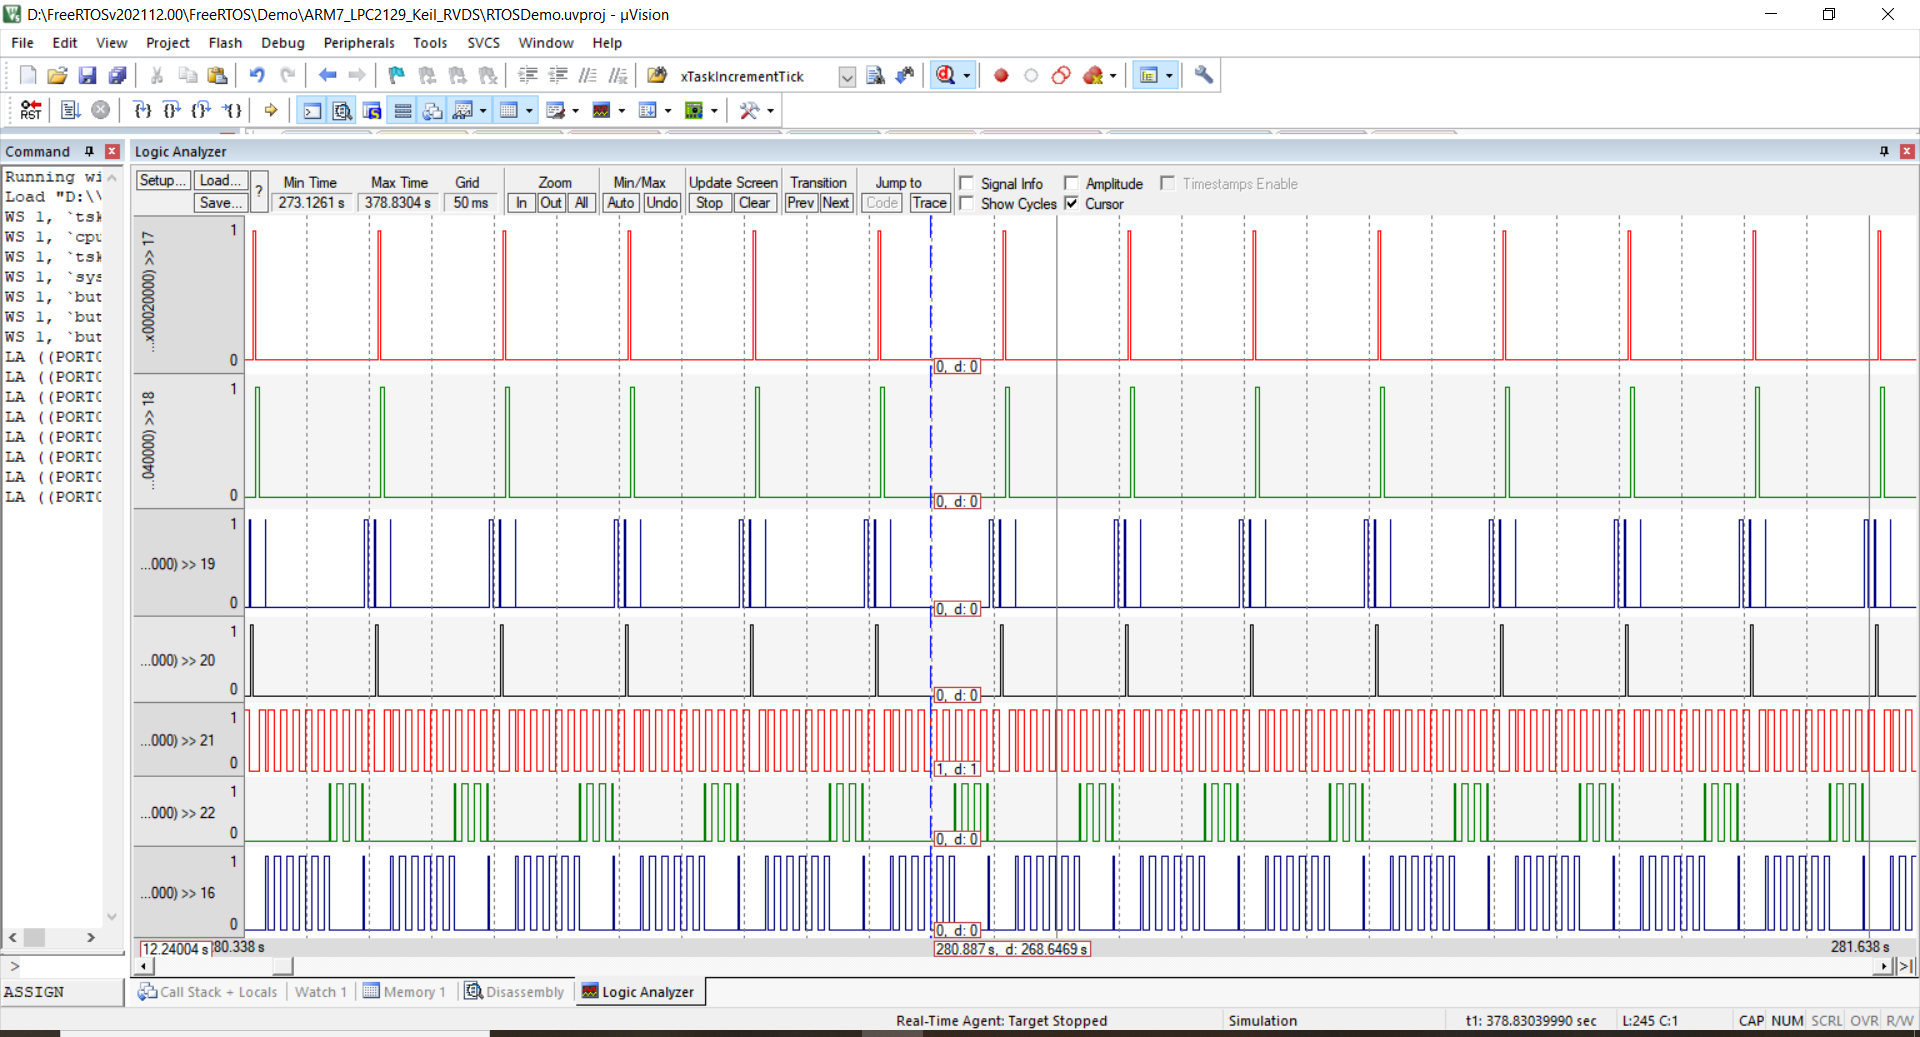 D:\FreeRTOSv202112.00\FreeRTOS\Demo\ARM7_LPC2129_Keil_RVDS\RTOSDemo.uvproj - µVision
File Edit View Project Flash Debug Peripherals Tools SVCS Window Help
xTaskIncrementTick
RST
Command
Logic Analyzer
Running wi
Load "D:\\
WS 1, `tsk
WS 1, `cpu
WS 1, `tsk
WS 1, `sys
WS 1, `but
WS 1, `but
WS 1, `but
LA ((PORT0
LA ((PORT0
LA ((PORT0
LA ((PORT0
LA ((PORT0
LA ((PORT0
LA ((PORT0
LA ((PORT0
>
ASSIGN
Setup... Load... ? Min Time Max Time Grid Zoom Min/Max Update Screen Transition Jump to Signal Info Amplitude Timestamps Enable
Save... 273.1261 s 378.8304 s 50 ms In Out All Auto Undo Stop Clear Prev Next Code Trace Show Cycles Cursor
...x00020000) >> 17
1
0
0, d: 0
...040000) >> 18
1
0
0, d: 0
...000) >> 19
1
0
0, d: 0
...000) >> 20
1
0
0, d: 0
...000) >> 21
1
0
1, d: 1
...000) >> 22
1
0
0, d: 0
...000) >> 16
1
0
0, d: 0
12.24004 s 80.338 s 280.887 s, d: 268.6469 s 281.638 s
Call Stack + Locals Watch 1 Memory 1 Disassembly Logic Analyzer
Real-Time Agent: Target Stopped Simulation t1: 378.83039990 sec L:245 C:1 CAP NUM SCRL OVR R/W